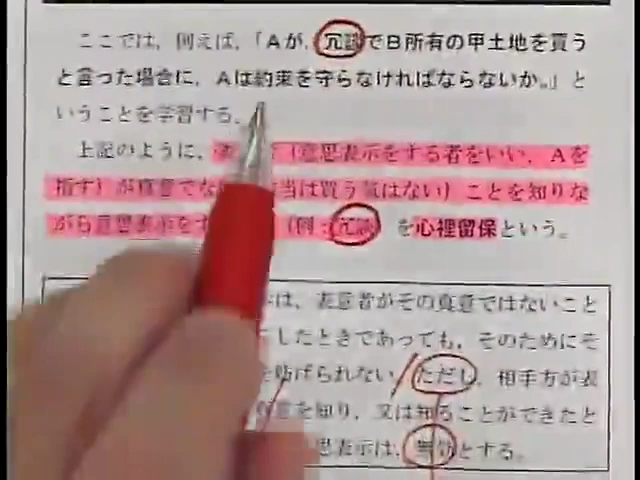 ここでは，例えば，「Aが，冗談でB所有の甲土地を買う
と言った場合に，Aは約束を守らなければならないか。」と
いうことを学習する。
上記のように，（意思表示をする者をいい，Aを
指す）が真意でな 当は買う気はない）ことを知りな
がら意思表示をす （例：冗談）を心裡留保という。
は，表意者がその真意ではないこと
したときであっても，そのためにそ
を妨げられない ただし，相手方が表
意を知り，又は知ることができたと
思表示は，無効とする。